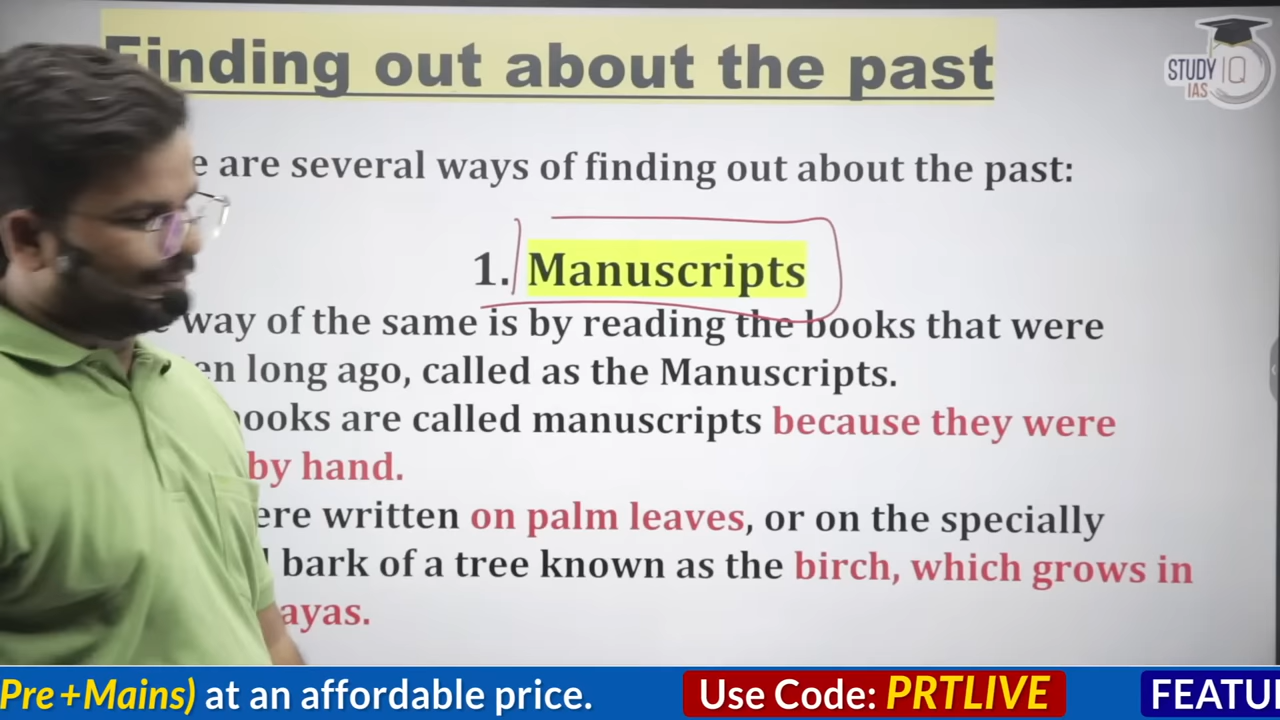 Finding out about the past
STUDY IQ
IAS
e are several ways of finding out about the past:
1. Manuscripts
way of the same is by reading the books that were
en long ago, called as the Manuscripts.
ooks are called manuscripts because they were
by hand.
ere written on palm leaves, or on the specially
bark of a tree known as the birch, which grows in
ayas.
Pre+Mains) at an affordable price.
Use Code: PRTLIVE
FEATU